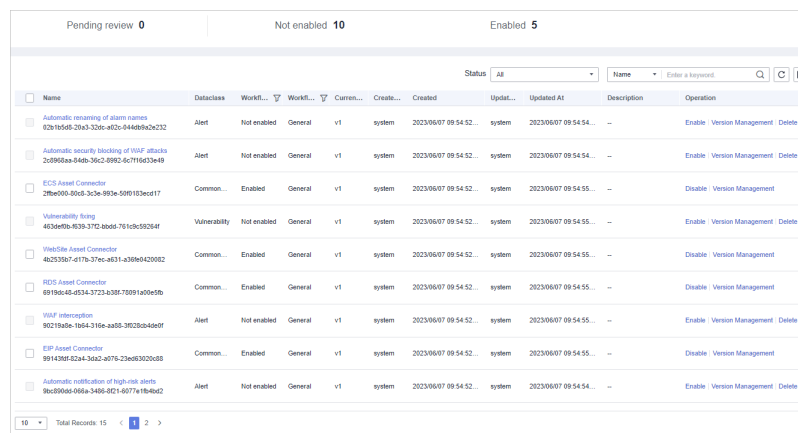 Pending review 0 Not enabled 10 Enabled 5
Status All Name Enter a keyword.
Name Dataclass Workfl... Workfl... Curren... Create... Created Updat... Updated At Description Operation
Automatic renaming of alarm names
02b1b5d8-20a3-32dc-a02c-044db9a2e232
Alert Not enabled General v1 system 2023/06/07 09:54:52... system 2023/06/07 09:54:54... -- Enable Version Management Delete
Automatic security blocking of WAF attacks
2c8968aa-84db-36c2-8992-6c7f16d33e49
Alert Not enabled General v1 system 2023/06/07 09:54:52... system 2023/06/07 09:54:54... -- Enable Version Management Delete
ECS Asset Connector
2ffbe000-80c8-3c3e-993e-50f0183ecd17
Common... Enabled General v1 system 2023/06/07 09:54:52... system 2023/06/07 09:54:55... -- Disable Version Management
Vulnerability fixing
463def0b-f639-37f2-bbdd-761c9c59264f
Vulnerability Not enabled General v1 system 2023/06/07 09:54:52... system 2023/06/07 09:54:55... -- Enable Version Management Delete
WebSite Asset Connector
4b2535b7-d17b-37ec-a631-a36fe0420082
Common... Enabled General v1 system 2023/06/07 09:54:52... system 2023/06/07 09:54:55... -- Disable Version Management
RDS Asset Connector
6919dc48-d534-3723-b38f-78091a00e5fb
Common... Enabled General v1 system 2023/06/07 09:54:52... system 2023/06/07 09:54:55... -- Disable Version Management
WAF interception
90219a8e-1b64-316e-aa88-3f028cb4de0f
Alert Not enabled General v1 system 2023/06/07 09:54:52... system 2023/06/07 09:54:55... -- Enable Version Management Delete
EIP Asset Connector
99143fdf-82a4-3da2-a076-23ed63020c88
Common... Enabled General v1 system 2023/06/07 09:54:52... system 2023/06/07 09:54:55... -- Disable Version Management
Automatic notification of high-risk alerts
9bc890dd-066a-3486-8f21-6077e1fb4bd2
Alert Not enabled General v1 system 2023/06/07 09:54:52... system 2023/06/07 09:54:54... -- Enable Version Management Delete
10 Total Records: 15 < 1 2 >